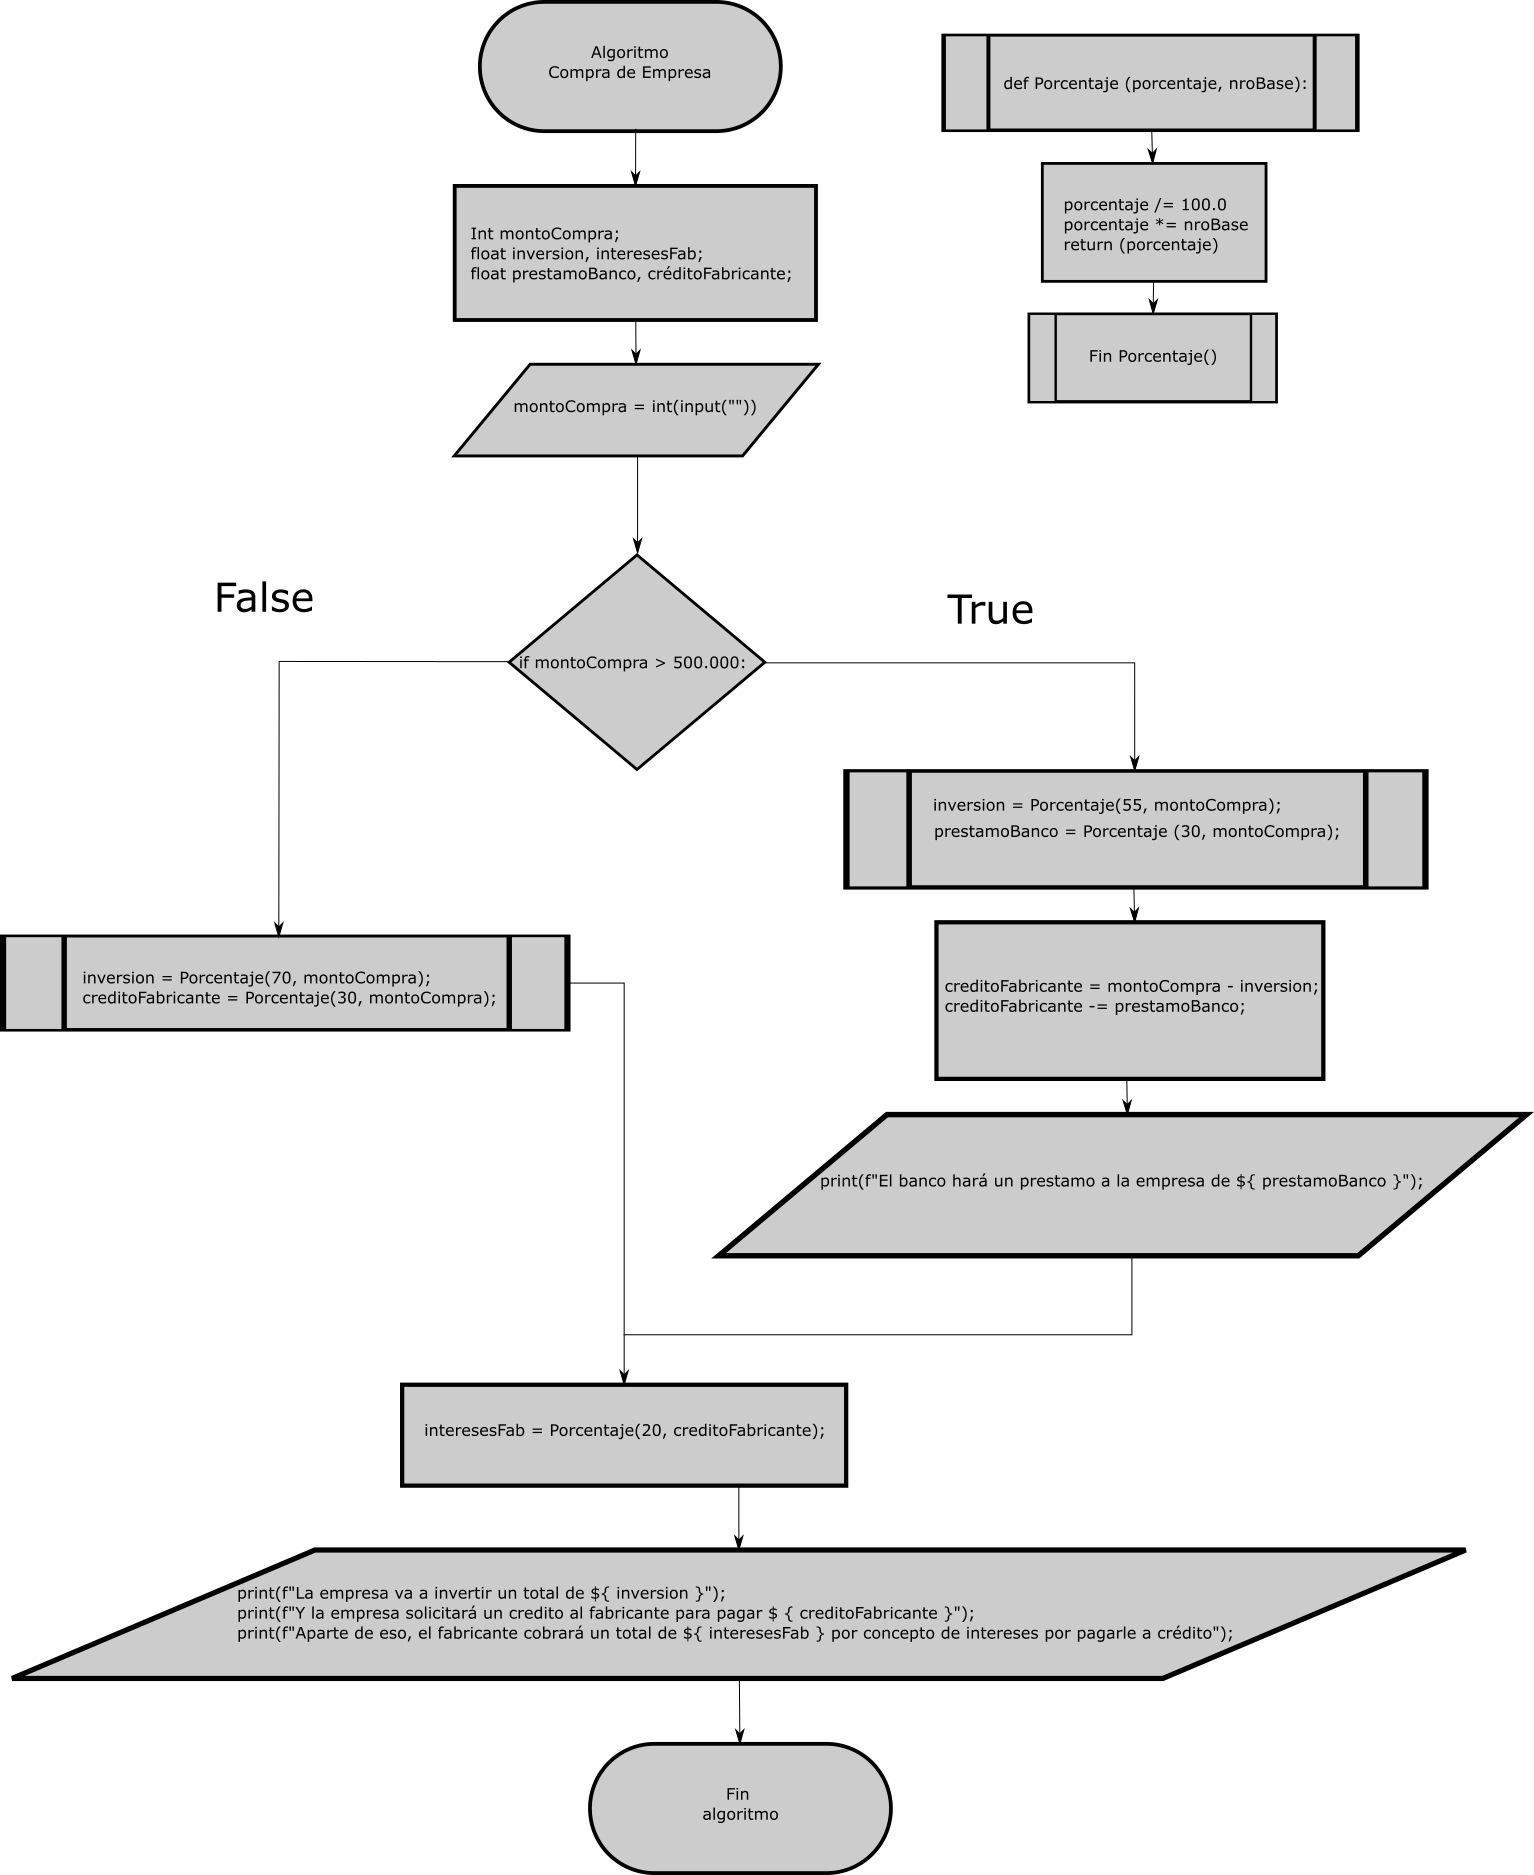 Algoritmo
Compra de Empresa
Int montoCompra;
float inversion, interesesFab;
float prestamoBanco, créditoFabricante;
montoCompra = int(input(""))
def Porcentaje (porcentaje, nroBase):
porcentaje /= 100.0
porcentaje *= nroBase
return (porcentaje)
Fin Porcentaje()
False
True
if montoCompra > 500.000:
inversion = Porcentaje(55, montoCompra);
prestamoBanco = Porcentaje (30, montoCompra);
inversion = Porcentaje(70, montoCompra);
creditoFabricante = Porcentaje(30, montoCompra);
creditoFabricante = montoCompra - inversion;
creditoFabricante -= prestamoBanco;
print(f"El banco hará un prestamo a la empresa de ${ prestamoBanco }");
interesesFab = Porcentaje(20, creditoFabricante);
print(f"La empresa va a invertir un total de ${ inversion }");
print(f"Y la empresa solicitará un credito al fabricante para pagar $ { creditoFabricante }");
print(f"Aparte de eso, el fabricante cobrará un total de ${ interesesFab } por concepto de intereses por pagarle a crédito");
Fin
algoritmo